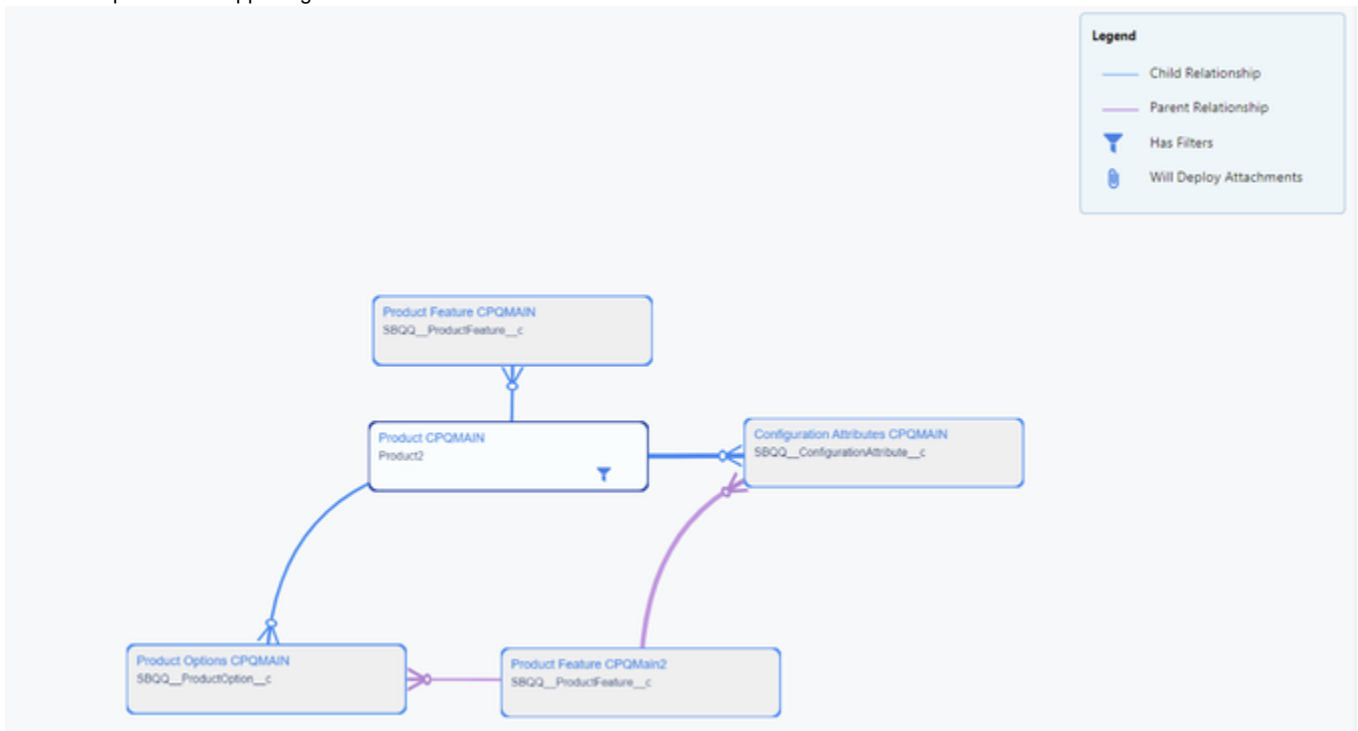 Legend
Child Relationship
Parent Relationship
Has Filters
Will Deploy Attachments
Product Feature CPQMAIN
SBQQ__ProductFeature__c
Product CPQMAIN
Product2
Configuration Attributes CPQMAIN
SBQQ__ConfigurationAttribute__c
Product Options CPQMAIN
SBQQ__ProductOption__c
Product Feature CPQMain2
SBQQ__ProductFeature__c